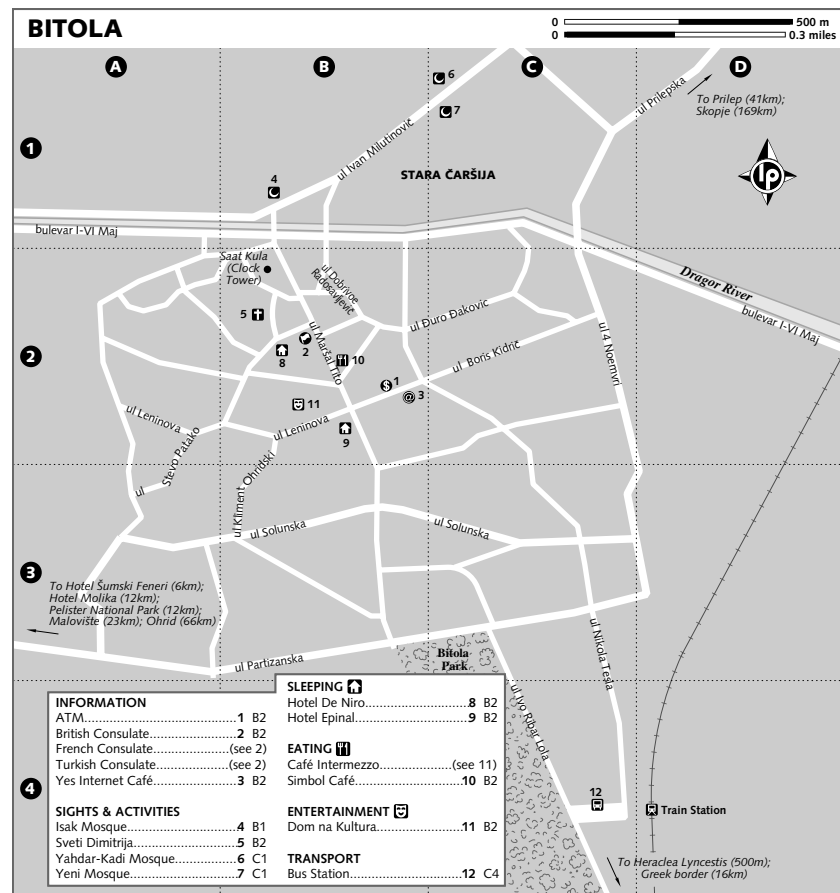 BITOLA
0 500 m
0 0.3 miles
A B C D
1
2
3
4
6
7
ul Prilepska
To Prilep (41km);
Skopje (169km)
ul Ivan Milutinovič
lp
STARA ČARŠIJA
4
bulevar I-VI Maj
Saat Kula
(Clock
Tower)
ul Dobrivoe
Radosavljevič
Dragor River
bulevar I-VI Maj
5
ul Đuro Đakovic
ul Maršal Tito
2
8
10
ul Boris Kidrič
ul 4 Noemvri
$ 1
@ 3
11
ul Leninova
ul Leninova
9
ul Stevo Patako
ul Kliment Ohridski
ul Solunska
ul Solunska
To Hotel Šumski Feneri (6km);
Hotel Molika (12km);
Pelister National Park (12km);
Malovište (23km); Ohrid (66km)
ul Partizanska
Bitola
Park
ul Nikola Tesla
ul Ivo Ribar Lola
12
Train Station
To Heraclea Lyncestis (500m);
Greek border (16km)
INFORMATION
ATM..............................1 B2
British Consulate..................2 B2
French Consulate...............(see 2)
Turkish Consulate..............(see 2)
Yes Internet Café..................3 B2
SIGHTS & ACTIVITIES
Isak Mosque.......................4 B1
Sveti Dimitrija.....................5 B2
Yahdar-Kadi Mosque..............6 C1
Yeni Mosque......................7 C1
SLEEPING
Hotel De Niro......................8 B2
Hotel Epinal........................9 B2
EATING
Café Intermezzo..............(see 11)
Simbol Café......................10 B2
ENTERTAINMENT
Dom na Kultura...................11 B2
TRANSPORT
Bus Station.......................12 C4